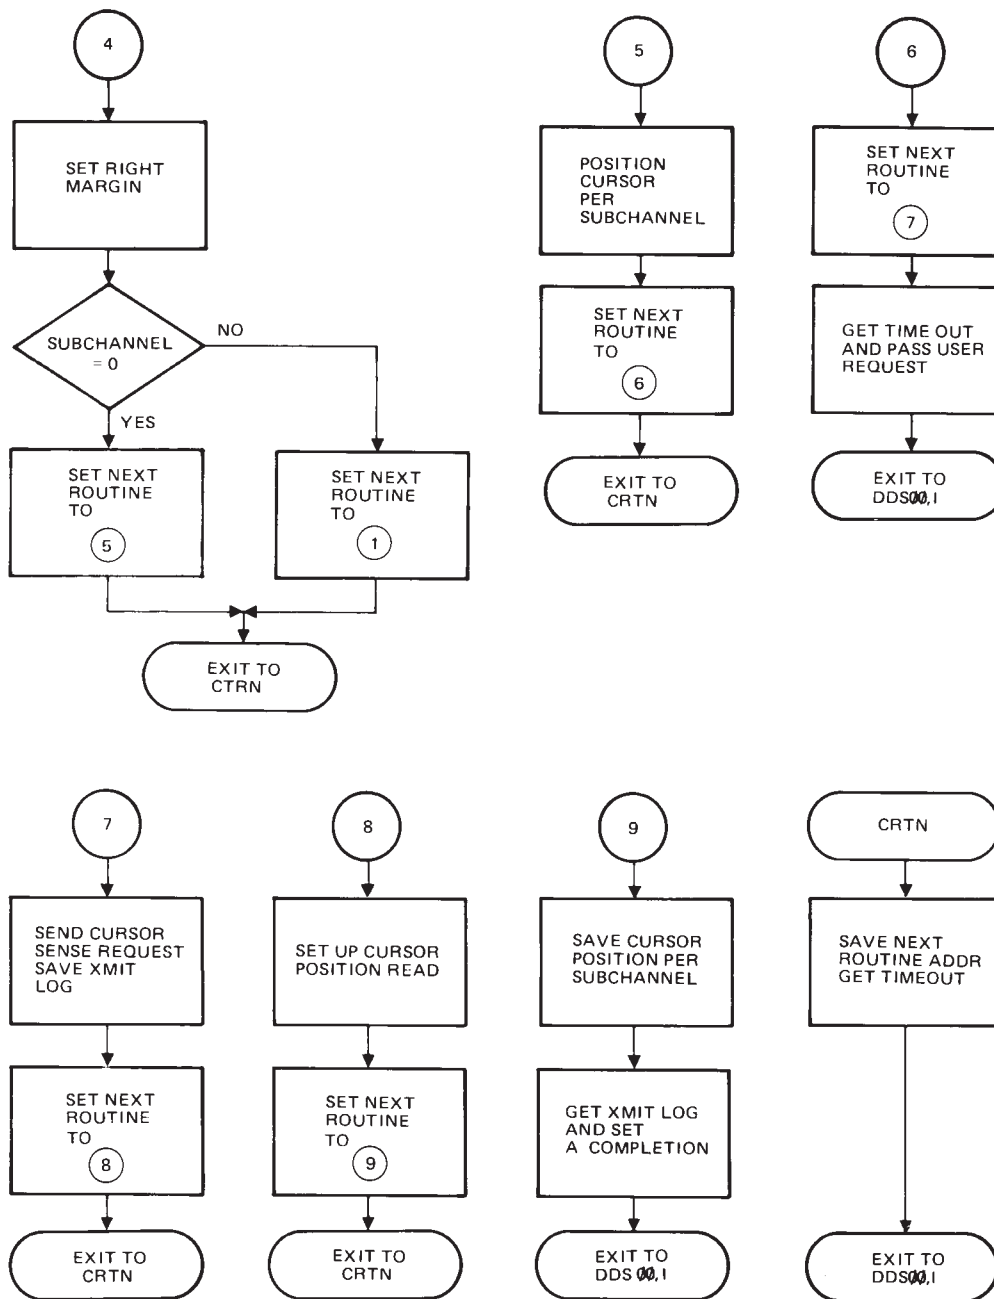 4
SET RIGHT
MARGIN
SUBCHANNEL
= 0
NO
YES
SET NEXT
ROUTINE
TO
5
SET NEXT
ROUTINE
TO
1
EXIT TO
CTRN
5
POSITION
CURSOR
PER
SUBCHANNEL
SET NEXT
ROUTINE
TO
6
EXIT TO
CRTN
6
SET NEXT
ROUTINE
TO
7
GET TIME OUT
AND PASS USER
REQUEST
EXIT TO
DDS00,I
7
SEND CURSOR
SENSE REQUEST
SAVE XMIT
LOG
SET NEXT
ROUTINE
TO
8
EXIT TO
CRTN
8
SET UP CURSOR
POSITION READ
SET NEXT
ROUTINE
TO
9
EXIT TO
CRTN
9
SAVE CURSOR
POSITION PER
SUBCHANNEL
GET XMIT LOG
AND SET
A COMPLETION
EXIT TO
DDS00,I
CRTN
SAVE NEXT
ROUTINE ADDR
GET TIMEOUT
EXIT TO
DDS00,I